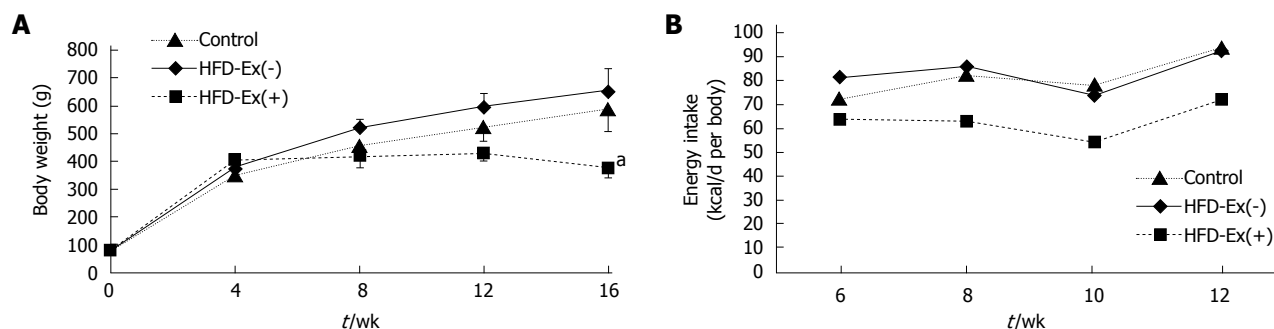 A
Control
HFD-Ex(-)
HFD-Ex(+)
Body weight (g)
800
700
600
500
400
300
200
100
0
a
0 4 8 12 16
t/wk
B
Energy intake
(kcal/d per body)
100
90
80
70
60
50
40
30
20
10
0
Control
HFD-Ex(-)
HFD-Ex(+)
6 8 10 12
t/wk